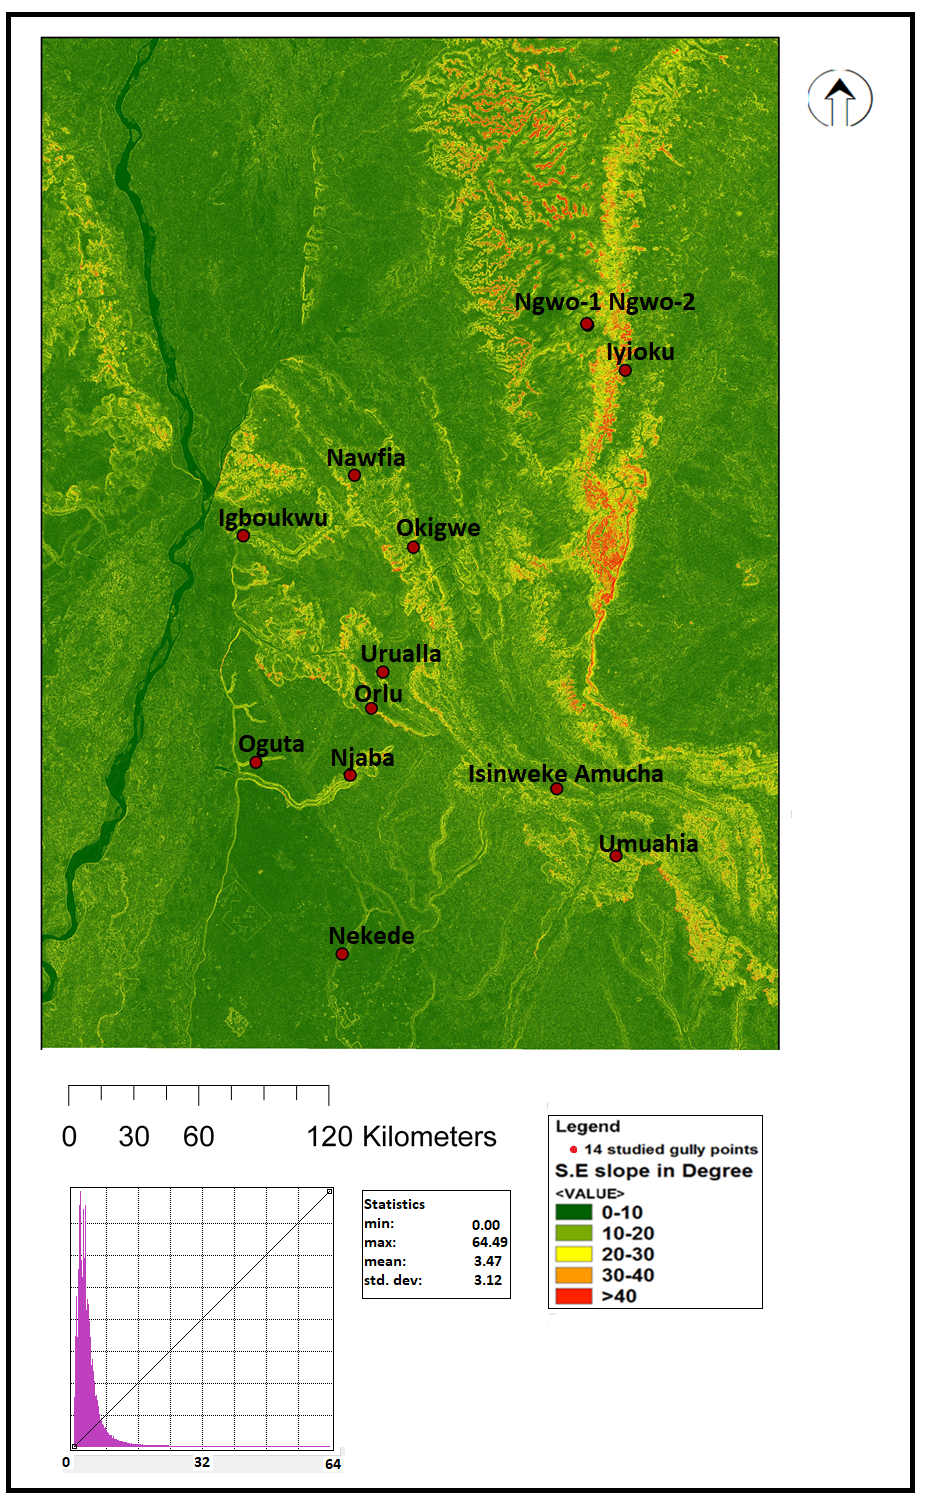 Ngwo-1 Ngwo-2
Iyioku
Nawfia
Igboukwu
Okigwe
Urualla
Orlu
Oguta
Njaba
Isinweke Amucha
Umuahia
Nekede
0 30 60 120 Kilometers
Legend
14 studied gully points
S.E slope in Degree
<VALUE>
0-10
10-20
20-30
30-40
>40
Statistics
min: 0.00
max: 64.49
mean: 3.47
std. dev: 3.12
0 32 64